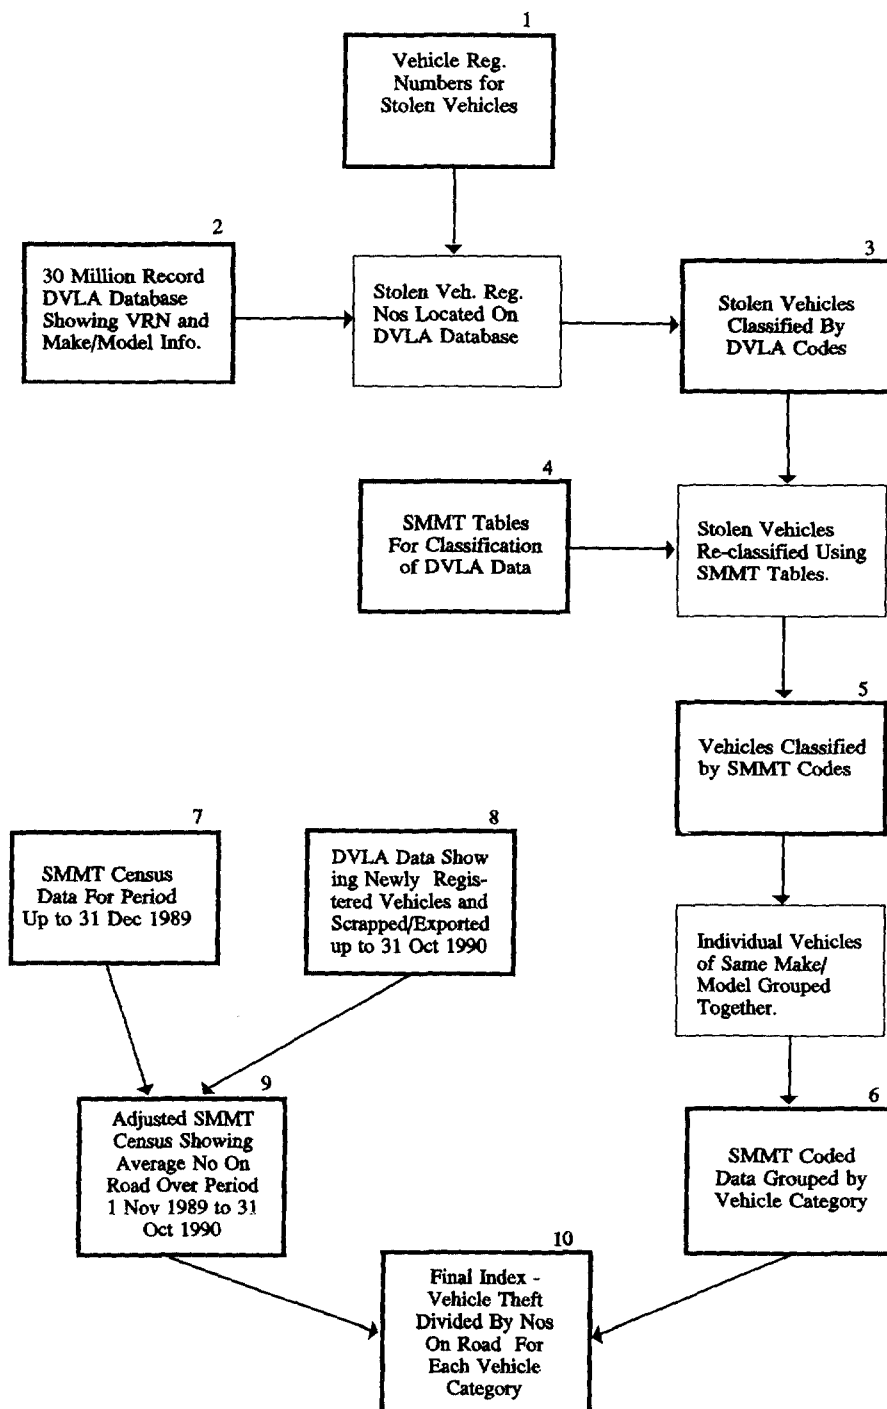 1
Vehicle Reg.
Numbers for
Stolen Vehicles
2
30 Million Record
DVLA Database
Showing VRN and
Make/Model Info.
Stolen Veh. Reg.
Nos Located On
DVLA Database
3
Stolen Vehicles
Classified By
DVLA Codes
4
SMMT Tables
For Classification
of DVLA Data
Stolen Vehicles
Re-classified Using
SMMT Tables.
5
Vehicles Classified
by SMMT Codes
7
SMMT Census
Data For Period
Up to 31 Dec 1989
8
DVLA Data Show
ing Newly Regis-
tered Vehicles and
Scrapped/Exported
up to 31 Oct 1990
Individual Vehicles
of Same Make/
Model Grouped
Together.
9
Adjusted SMMT
Census Showing
Average No On
Road Over Period
1 Nov 1989 to 31
Oct 1990
6
SMMT Coded
Data Grouped by
Vehicle Category
10
Final Index -
Vehicle Theft
Divided By Nos
On Road For
Each Vehicle
Category